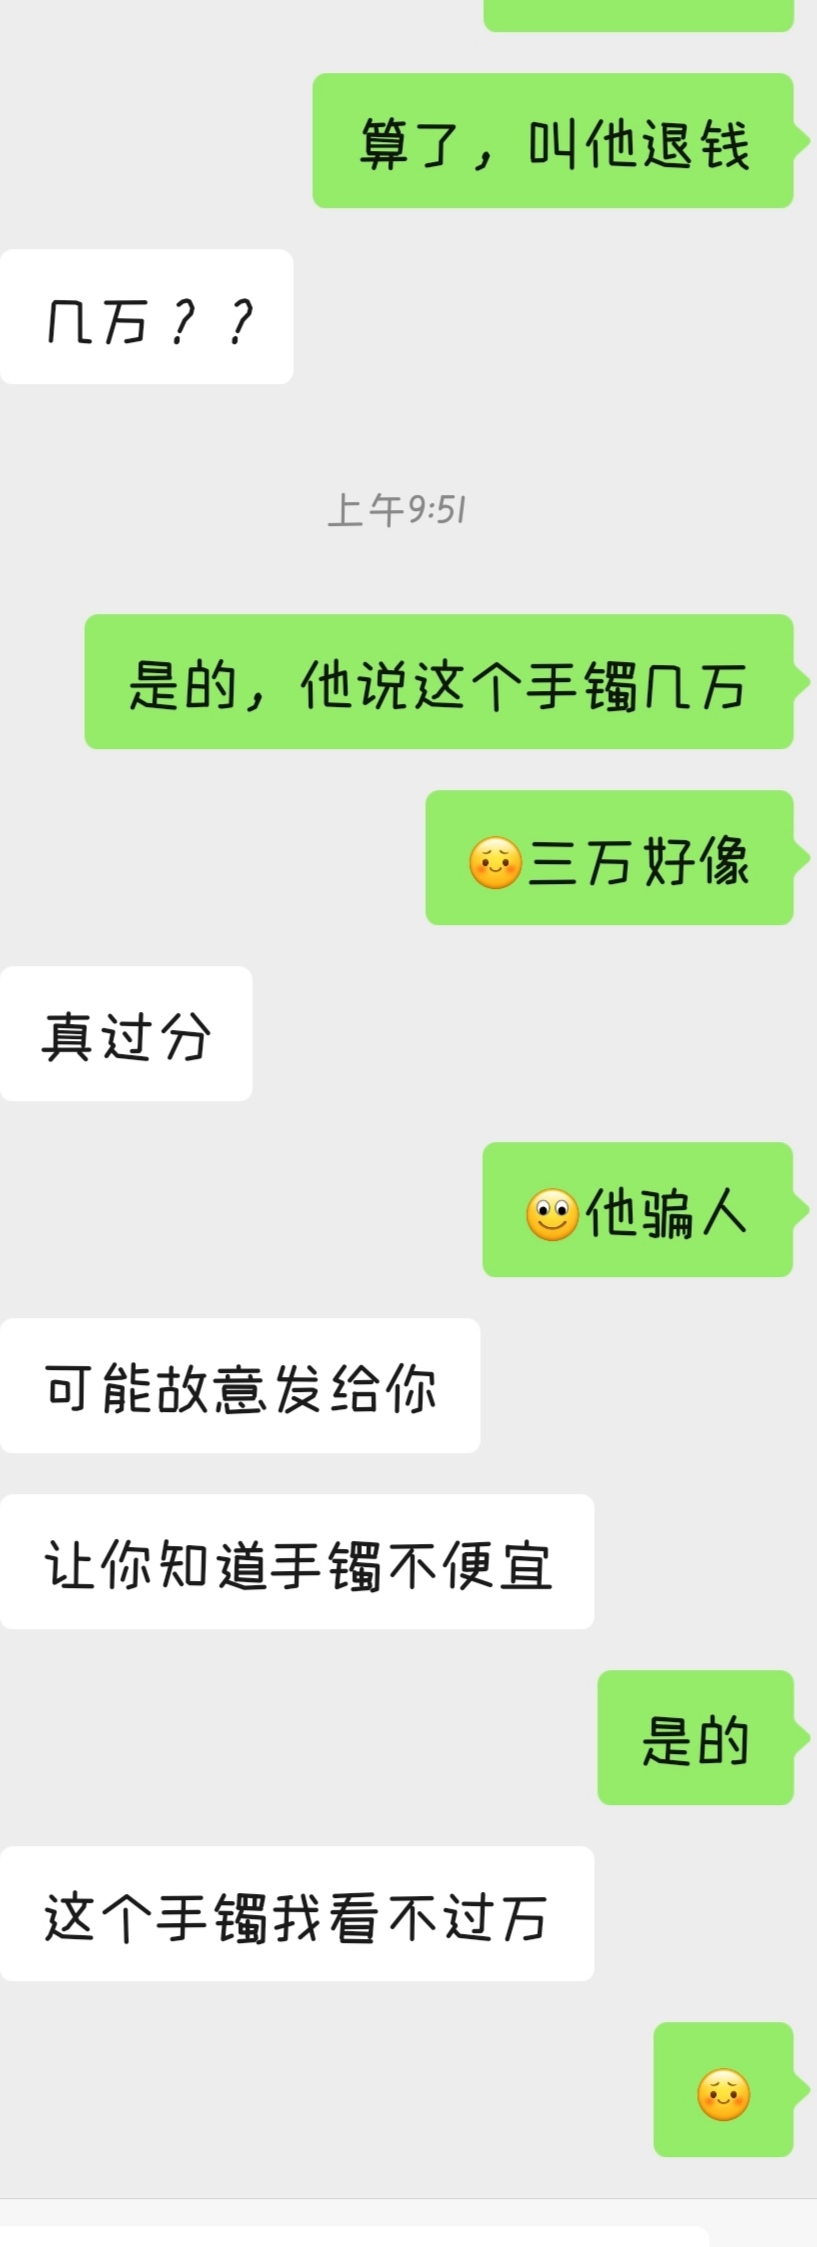 算了，叫他退钱
几万？？
上午9:51
是的，他说这个手镯几万
☺️三万好像
真过分
🙂他骗人
可能故意发给你
让你知道手镯不便宜
是的
这个手镯我看不过万
☺️